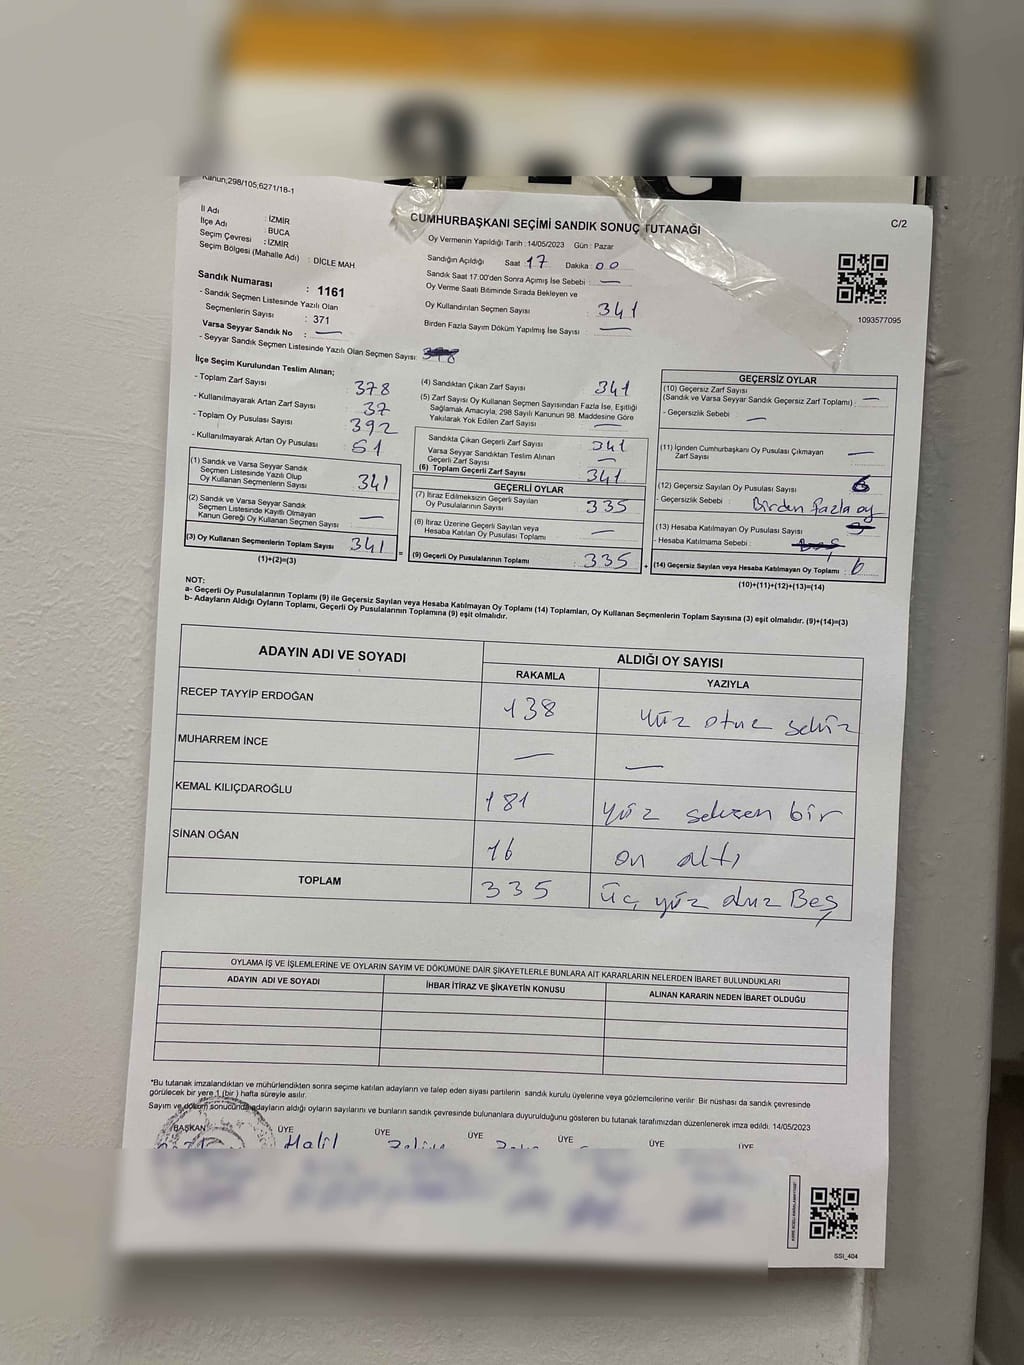 9.G
Kanun;298/105,6271/18-1
C/2
CUMHURBAŞKANI SEÇİMİ SANDIK SONUÇ TUTANAĞI
İl Adı : İZMİR
İlçe Adı : BUCA
Seçim Çevresi : İZMİR
Seçim Bölgesi (Mahalle Adı) : DİCLE MAH
Oy Vermenin Yapıldığı Tarih : 14/05/2023 Gün : Pazar
Sandığın Açıldığı Saat 17 Dakika 00
Sandık Saat 17.00'den Sonra Açımış İse Sebebi : —
Oy Verme Saati Bitiminde Sırada Bekleyen ve
Oy Kullandırılan Seçmen Sayısı : 341
Birden Fazla Sayım Döküm Yapılmış İse Sayısı : —
1093577095
Sandık Numarası : 1161
- Sandık Seçmen Listesinde Yazılı Olan
Seçmenlerin Sayısı : 371
Varsa Seyyar Sandık No : —
- Seyyar Sandık Seçmen Listesinde Yazılı Olan Seçmen Sayısı:
İlçe Seçim Kurulundan Teslim Alınan;
- Toplam Zarf Sayısı 378
- Kullanılmayarak Artan Zarf Sayısı 37
- Toplam Oy Pusulası Sayısı 392
- Kullanılmayarak Artan Oy Pusulası 51
(1) Sandık ve Varsa Seyyar Sandık
Seçmen Listesinde Yazılı Olup
Oy Kullanan Seçmenlerin Sayısı : 341
(2) Sandık ve Varsa Seyyar Sandık
Seçmen Listesinde Kayıtlı Olmayan
Kanun Gereği Oy Kullanan Seçmen Sayısı : —
(3) Oy Kullanan Seçmenlerin Toplam Sayısı 341
(1)+(2)=(3)
(4) Sandıktan Çıkan Zarf Sayısı 341
(5) Zarf Sayısı Oy Kullanan Seçmen Sayısından Fazla İse, Eşitliği
Sağlamak Amacıyla, 298 Sayılı Kanunun 98. Maddesine Göre
Yakılarak Yok Edilen Zarf Sayısı : —
Sandıkta Çıkan Geçerli Zarf Sayısı 341
Varsa Seyyar Sandıktan Teslim Alınan
Geçerli Zarf Sayısı —
(6) Toplam Geçerli Zarf Sayısı 341
GEÇERLİ OYLAR
(7) İtiraz Edilmeksizin Geçerli Sayılan
Oy Pusulalarının Sayısı : 335
(8) İtiraz Üzerine Geçerli Sayılan veya
Hesaba Katılan Oy Pusulası Toplamı —
= (9) Geçerli Oy Pusulalarının Toplamı : 335 +
GEÇERSİZ OYLAR
(10) Geçersiz Zarf Sayısı
(Sandık ve Varsa Seyyar Sandık Geçersiz Zarf Toplamı) : —
- Geçersizlik Sebebi : —
(11) İçinden Cumhurbaşkanı Oy Pusulası Çıkmayan
Zarf Sayısı —
(12) Geçersiz Sayılan Oy Pusulası Sayısı : 6
- Geçersizlik Sebebi : Birden fazla oy
(13) Hesaba Katılmayan Oy Pusulası Sayısı :
- Hesaba Katılmama Sebebi :
(14) Geçersiz Sayılan veya Hesaba Katılmayan Oy Toplamı : 6
(10)+(11)+(12)+(13)=(14)
NOT:
a- Geçerli Oy Pusulalarının Toplamı (9) ile Geçersiz Sayılan veya Hesaba Katılmayan Oy Toplamı (14) Toplamları, Oy Kullanan Seçmenlerin Toplam Sayısına (3) eşit olmalıdır. (9)+(14)=(3)
b- Adayların Aldığı Oyların Toplamı, Geçerli Oy Pusulalarının Toplamına (9) eşit olmalıdır.
ADAYIN ADI VE SOYADI ALDIĞI OY SAYISI
RAKAMLA YAZIYLA
RECEP TAYYİP ERDOĞAN 138 yüz otuz sekiz
MUHARREM İNCE — —
KEMAL KILIÇDAROĞLU 181 yüz seksen bir
SİNAN OĞAN 16 on altı
TOPLAM 335 üç yüz otuz Beş
OYLAMA İŞ VE İŞLEMLERİNE VE OYLARIN SAYIM VE DÖKÜMÜNE DAİR ŞİKAYETLERLE BUNLARA AİT KARARLARIN NELERDEN İBARET BULUNDUKLARI
ADAYIN ADI VE SOYADI İHBAR İTİRAZ VE ŞİKAYETİN KONUSU ALINAN KARARIN NEDEN İBARET OLDUĞU
*Bu tutanak imzalandıktan ve mühürlendikten sonra seçime katılan adayların ve talep eden siyasi partilerin sandık kurulu üyelerine veya gözlemcilerine verilir. Bir nüshası da sandık çevresinde
görülecek bir yere 1 (bir) hafta süreyle asılır.
Sayım ve döküm sonucunda adayların aldığı oyların sayılarını ve bunların sandık çevresinde bulunanlara duyurulduğunu gösteren bu tutanak tarafımızdan düzenlenerek imza edildi. 14/05/2023
BAŞKAN ÜYE ÜYE ÜYE ÜYE ÜYE ÜYE
Halil
SSI_404